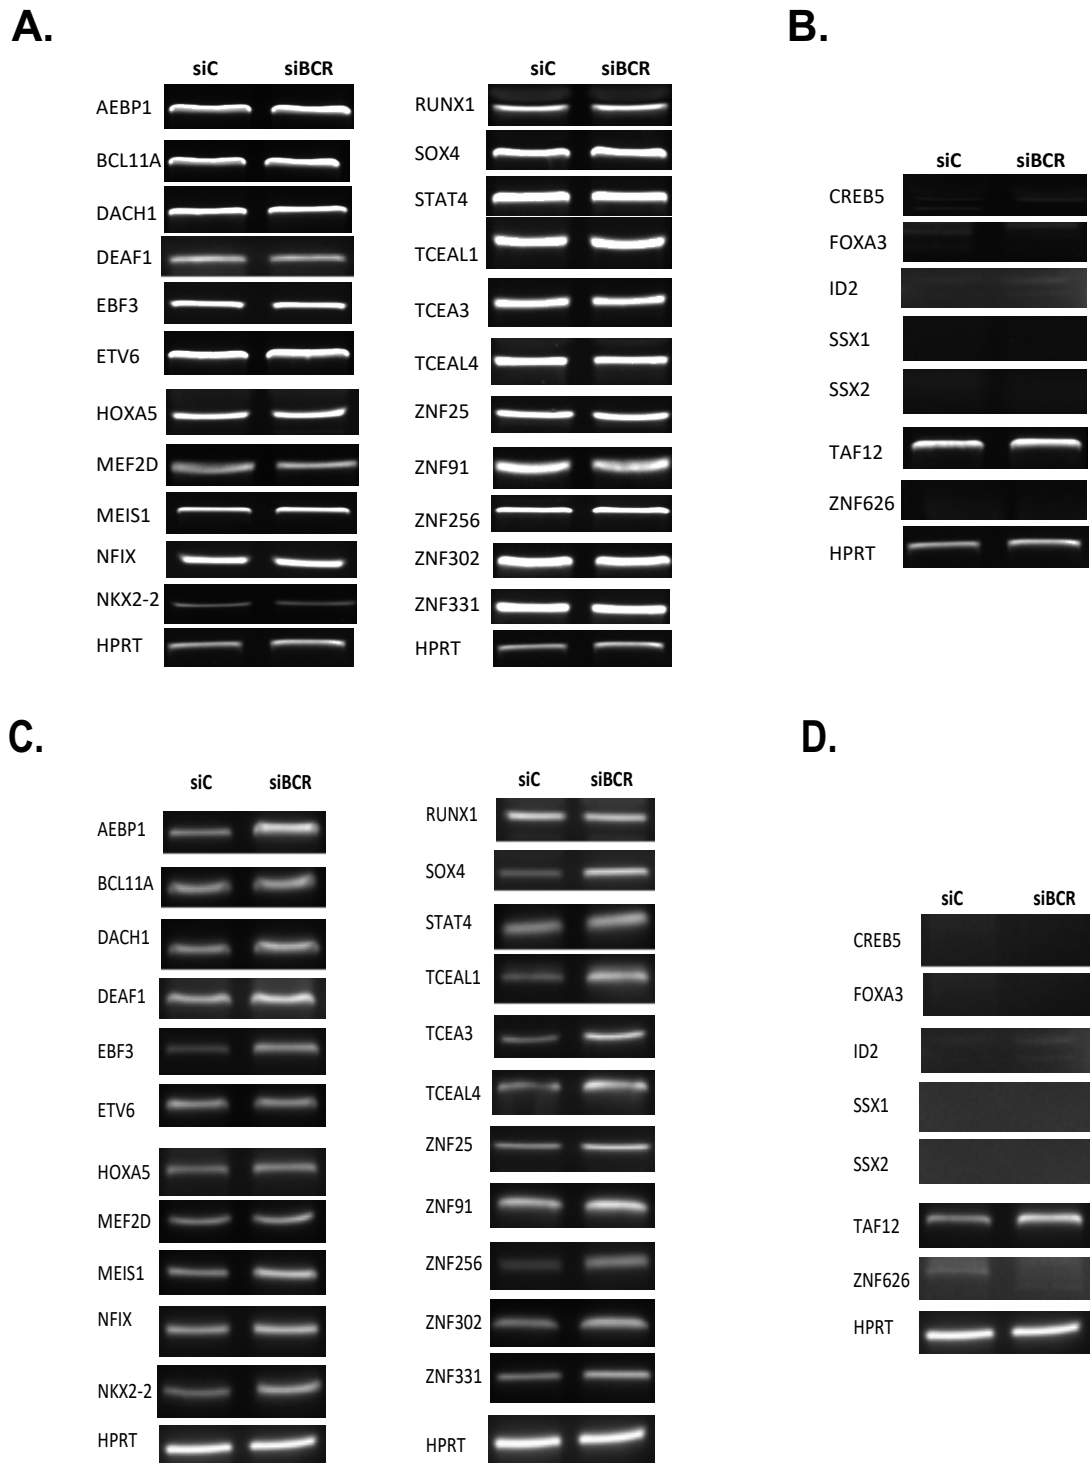 A.
siC siBCR
AEBP1
BCL11A
DACH1
DEAF1
EBF3
ETV6
HOXA5
MEF2D
MEIS1
NFIX
NKX2-2
HPRT
siC siBCR
RUNX1
SOX4
STAT4
TCEAL1
TCEA3
TCEAL4
ZNF25
ZNF91
ZNF256
ZNF302
ZNF331
HPRT
B.
siC siBCR
CREB5
FOXA3
ID2
SSX1
SSX2
TAF12
ZNF626
HPRT
C.
siC siBCR
AEBP1
BCL11A
DACH1
DEAF1
EBF3
ETV6
HOXA5
MEF2D
MEIS1
NFIX
NKX2-2
HPRT
siC siBCR
RUNX1
SOX4
STAT4
TCEAL1
TCEA3
TCEAL4
ZNF25
ZNF91
ZNF256
ZNF302
ZNF331
HPRT
D.
siC siBCR
CREB5
FOXA3
ID2
SSX1
SSX2
TAF12
ZNF626
HPRT